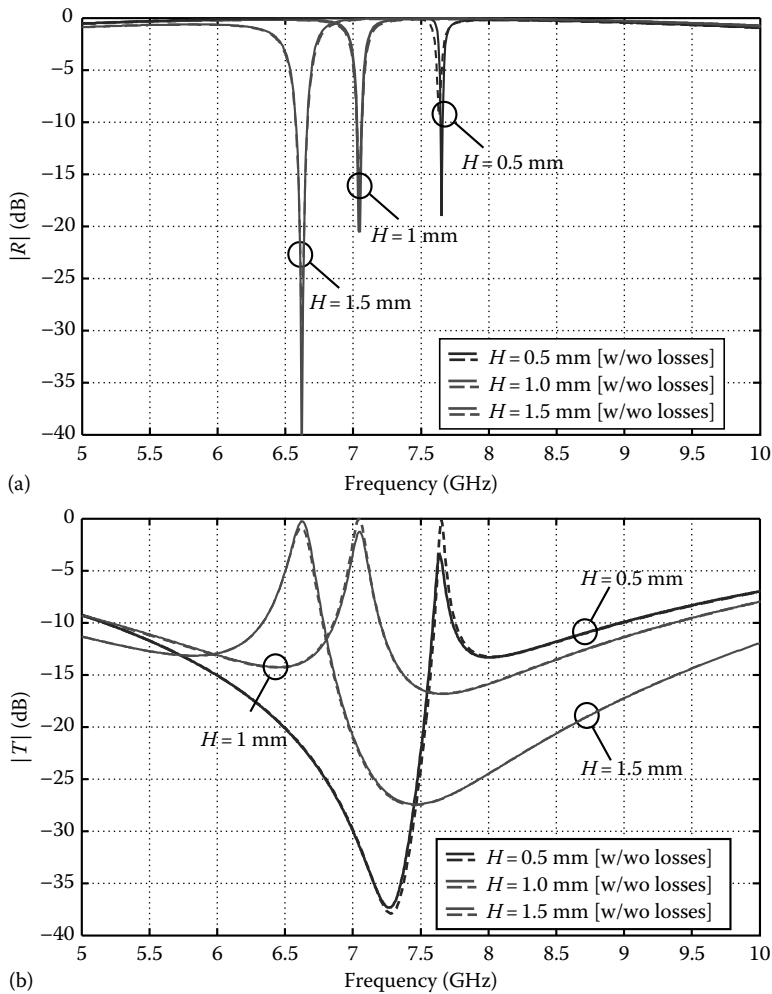 0
−5
−10
−15
−20
−25
−30
−35
−40
|R| (dB)
H = 0.5 mm
H = 1 mm
H = 1.5 mm
H = 0.5 mm [w/wo losses]
H = 1.0 mm [w/wo losses]
H = 1.5 mm [w/wo losses]
5 5.5 6 6.5 7 7.5 8 8.5 9 9.5 10
(a)
Frequency (GHz)
0
−5
−10
−15
−20
−25
−30
−35
−40
|T| (dB)
H = 0.5 mm
H = 1 mm
H = 1.5 mm
H = 0.5 mm [w/wo losses]
H = 1.0 mm [w/wo losses]
H = 1.5 mm [w/wo losses]
5 5.5 6 6.5 7 7.5 8 8.5 9 9.5 10
(b)
Frequency (GHz)